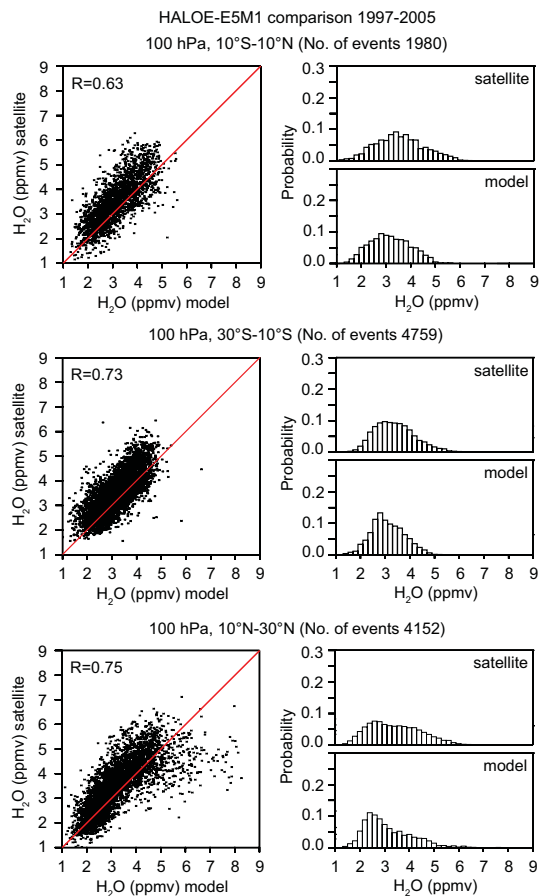 HALOE-E5M1 comparison 1997-2005
100 hPa, 10°S-10°N (No. of events 1980)
R=0.63
H₂O (ppmv) satellite
9
8
7
6
5
4
3
2
1
1 2 3 4 5 6 7 8 9
H₂O (ppmv) model
satellite
model
Probability
0.3
0.2
0.1
0.0
0.2
0.1
0.0
1 2 3 4 5 6 7 8 9
H₂O (ppmv)
100 hPa, 30°S-10°S (No. of events 4759)
R=0.73
H₂O (ppmv) satellite
9
8
7
6
5
4
3
2
1
1 2 3 4 5 6 7 8 9
H₂O (ppmv) model
satellite
model
Probability
0.3
0.2
0.1
0.0
0.2
0.1
0.0
1 2 3 4 5 6 7 8 9
H₂O (ppmv)
100 hPa, 10°N-30°N (No. of events 4152)
R=0.75
H₂O (ppmv) satellite
9
8
7
6
5
4
3
2
1
1 2 3 4 5 6 7 8 9
H₂O (ppmv) model
satellite
model
Probability
0.3
0.2
0.1
0.0
0.2
0.1
0.0
1 2 3 4 5 6 7 8 9
H₂O (ppmv)